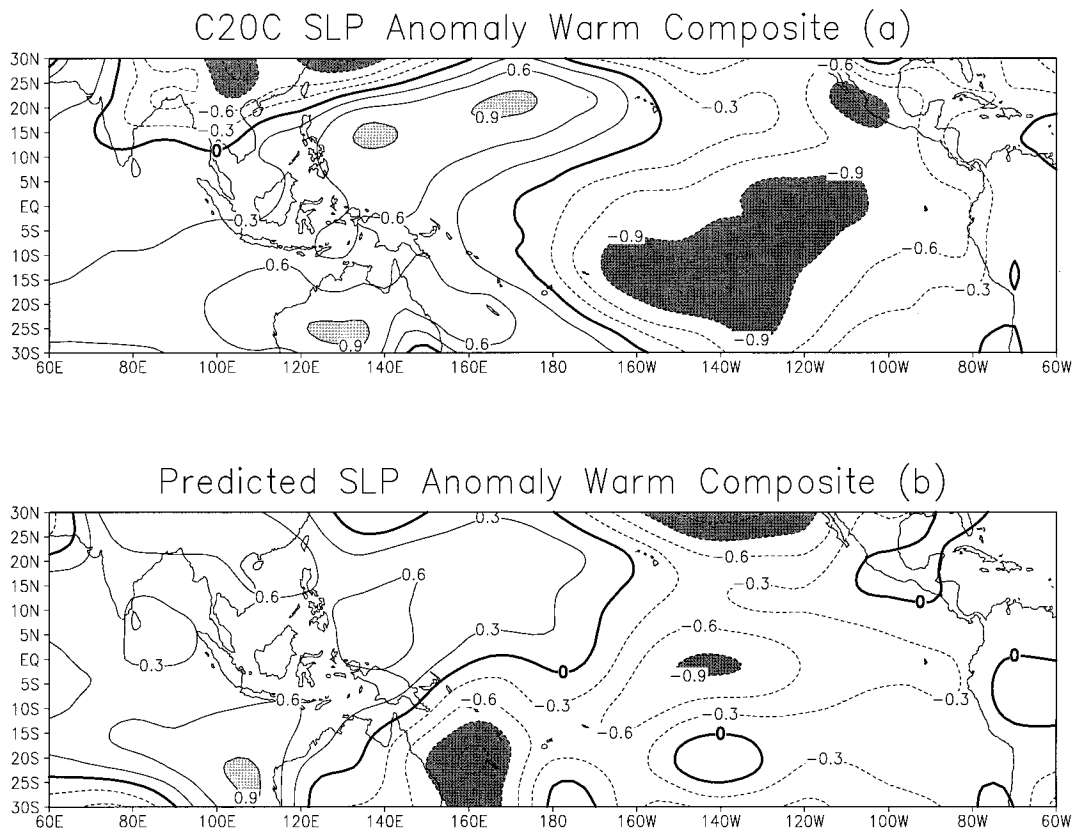 C20C SLP Anomaly Warm Composite (a)
30N
25N
20N
15N
10N
5N
EQ
5S
10S
15S
20S
25S
30S
0.6
-0.6
-0.6
-0.3
0.9
-0.3
-0.3
0
-0.9
0.3
0.6
-0.9
-0.6
0.6
-0.3
0.9
0.6
-0.9
60E 80E 100E 120E 140E 160E 180 160W 140W 120W 100W 80W 60W
Predicted SLP Anomaly Warm Composite (b)
30N
25N
20N
15N
10N
5N
EQ
5S
10S
15S
20S
25S
30S
0.3
-0.6
0.6
-0.3
0.6
0
0.3
-0.6
0.3
0
-0.9
0
-0.3
0.6
-0.6
-0.3
-0.3
-0.6
0
-0.3
0.9
60E 80E 100E 120E 140E 160E 180 160W 140W 120W 100W 80W 60W